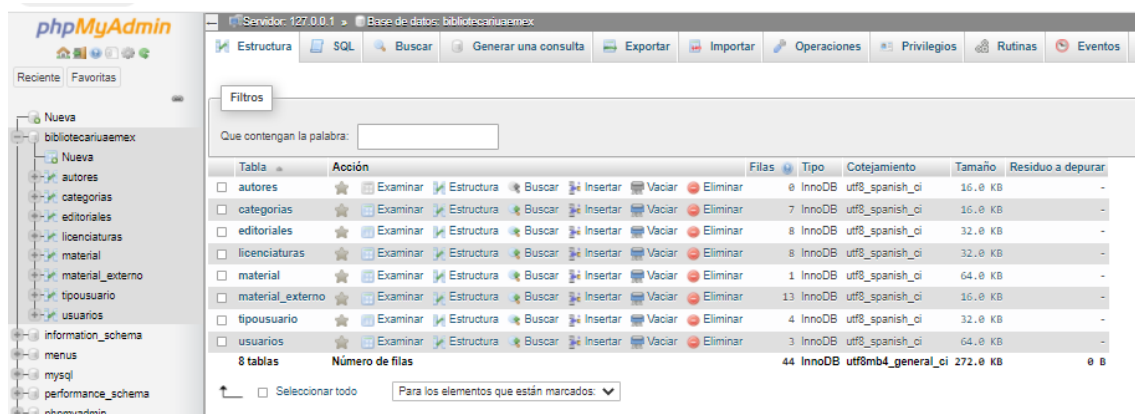 phpMyAdmin
Reciente Favoritas
Nueva
bibliotecariuaemex
Nueva
autores
categorias
editoriales
licenciaturas
material
material_externo
tipousuario
usuarios
information_schema
menus
mysql
performance_schema
phpmyadmin
Servidor: 127.0.0.1 » Base de datos: bibliotecariuaemex
Estructura SQL Buscar Generar una consulta Exportar Importar Operaciones Privilegios Rutinas Eventos
Filtros
Que contengan la palabra:
Tabla Acción Filas Tipo Cotejamiento Tamaño Residuo a depurar
autores Examinar Estructura Buscar Insertar Vaciar Eliminar 0 InnoDB utf8_spanish_ci 16.0 KB -
categorias Examinar Estructura Buscar Insertar Vaciar Eliminar 7 InnoDB utf8_spanish_ci 16.0 KB -
editoriales Examinar Estructura Buscar Insertar Vaciar Eliminar 8 InnoDB utf8_spanish_ci 32.0 KB -
licenciaturas Examinar Estructura Buscar Insertar Vaciar Eliminar 8 InnoDB utf8_spanish_ci 32.0 KB -
material Examinar Estructura Buscar Insertar Vaciar Eliminar 1 InnoDB utf8_spanish_ci 64.0 KB -
material_externo Examinar Estructura Buscar Insertar Vaciar Eliminar 13 InnoDB utf8_spanish_ci 16.0 KB -
tipousuario Examinar Estructura Buscar Insertar Vaciar Eliminar 4 InnoDB utf8_spanish_ci 32.0 KB -
usuarios Examinar Estructura Buscar Insertar Vaciar Eliminar 3 InnoDB utf8_spanish_ci 64.0 KB -
8 tablas Número de filas 44 InnoDB utf8mb4_general_ci 272.0 KB 0 B
Seleccionar todo Para los elementos que están marcados: